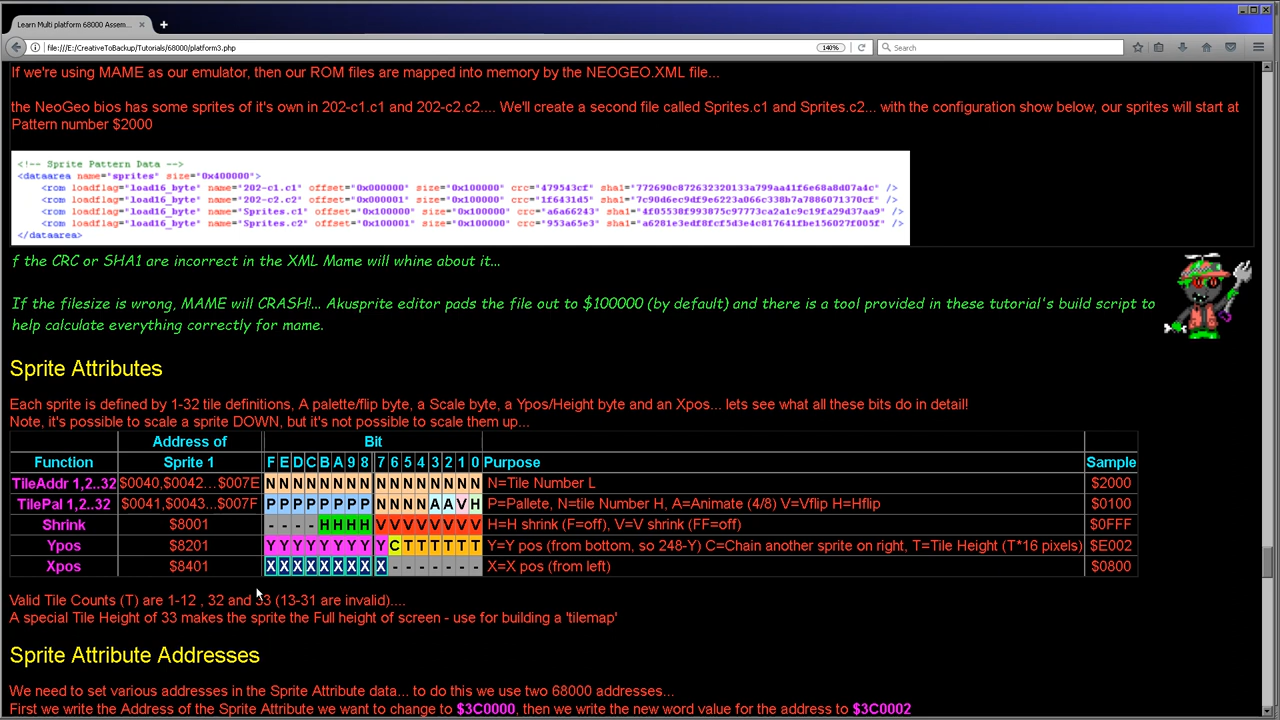 Learn Multi platform 68000 Assem...
file:///E:/CreativeToBackup/Tutorials/68000/platform3.php
140%
Search
If we're using MAME as our emulator, then our ROM files are mapped into memory by the NEOGEO.XML file...
the NeoGeo bios has some sprites of it's own in 202-c1.c1 and 202-c2.c2.... We'll create a second file called Sprites.c1 and Sprites.c2... with the configuration show below, our sprites will start at
Pattern number $2000
<!-- Sprite Pattern Data -->
<dataarea name="sprites" size="0x400000">
<rom loadflag="load16_byte" name="202-c1.c1" offset="0x000000" size="0x100000" crc="479543cf" sha1="772690c872632320133a799aa41f6e68a8d07a4c" />
<rom loadflag="load16_byte" name="202-c2.c2" offset="0x000001" size="0x100000" crc="1f6431d5" sha1="7c90d6ec9df9e6223a066c338b7a7886071370cf" />
<rom loadflag="load16_byte" name="Sprites.c1" offset="0x100000" size="0x100000" crc="a6a66243" sha1="4f05538f993875c97773ca2a1c9c19fa29d37aa9" />
<rom loadflag="load16_byte" name="Sprites.c2" offset="0x100001" size="0x100000" crc="953a65e3" sha1="a6281e3edf8fcf5d3e4c817641fbe156027f005f" />
</dataarea>
f the CRC or SHA1 are incorrect in the XML Mame will whine about it...
If the filesize is wrong, MAME will CRASH!... Akusprite editor pads the file out to $100000 (by default) and there is a tool provided in these tutorial's build script to
help calculate everything correctly for mame.
Sprite Attributes
Each sprite is defined by 1-32 tile definitions, A palette/flip byte, a Scale byte, a Ypos/Height byte and an Xpos... lets see what all these bits do in detail!
Note, it's possible to scale a sprite DOWN, but it's not possible to scale them up...
Address of Bit
Function Sprite 1 F E D C B A 9 8 7 6 5 4 3 2 1 0 Purpose Sample
TileAddr 1,2..32 $0040,$0042...$007E N N N N N N N N N N N N N N N N N=Tile Number L $2000
TilePal 1,2..32 $0041,$0043...$007F P P P P P P P P N N N N A A V H P=Pallete, N=tile Number H, A=Animate (4/8) V=Vflip H=Hflip $0100
Shrink $8001 - - - - H H H H V V V V V V V V H=H shrink (F=off), V=V shrink (FF=off) $0FFF
Ypos $8201 Y Y Y Y Y Y Y Y Y C T T T T T T Y=Y pos (from bottom, so 248-Y) C=Chain another sprite on right, T=Tile Height (T*16 pixels) $E002
Xpos $8401 X X X X X X X X X - - - - - - - X=X pos (from left) $0800
Valid Tile Counts (T) are 1-12 , 32 and 33 (13-31 are invalid)....
A special Tile Height of 33 makes the sprite the Full height of screen - use for building a 'tilemap'
Sprite Attribute Addresses
We need to set various addresses in the Sprite Attribute data... to do this we use two 68000 addresses...
First we write the Address of the Sprite Attribute we want to change to $3C0000, then we write the new word value for the address to $3C0002